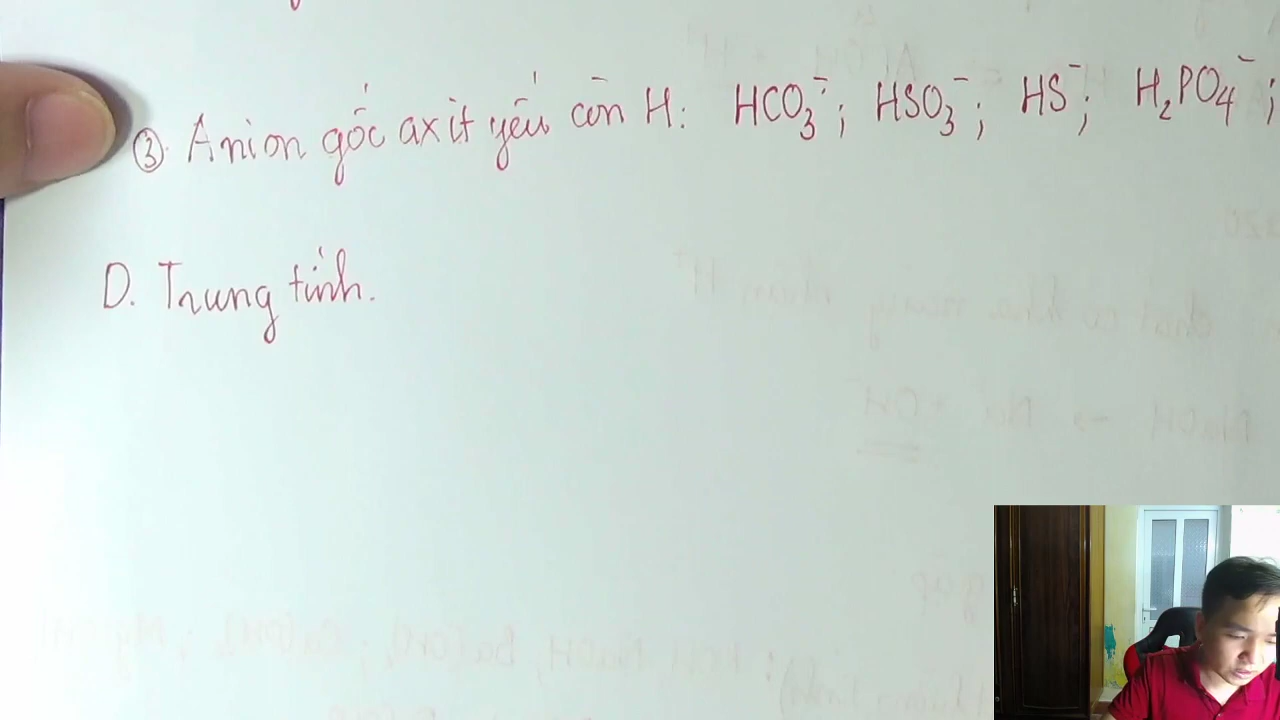 ③. Anion gốc axit yếu còn H: HCO₃⁻; HSO₃⁻; HS⁻; H₂PO₄⁻;
D. Trung tính.